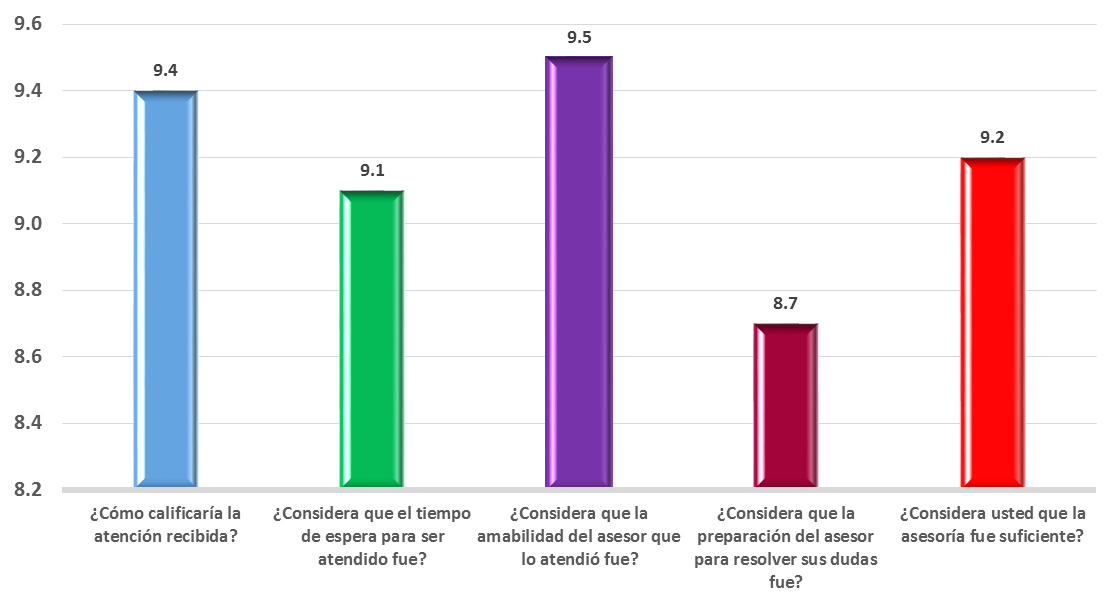 9.6
9.4
9.2
9.0
8.8
8.6
8.4
8.2
9.4
9.1
9.5
8.7
9.2
¿Cómo calificaría la
atención recibida?
¿Considera que el tiempo
de espera para ser
atendido fue?
¿Considera que la
amabilidad del asesor que
lo atendió fue?
¿Considera que la
preparación del asesor
para resolver sus dudas
fue?
¿Considera usted que la
asesoría fue suficiente?